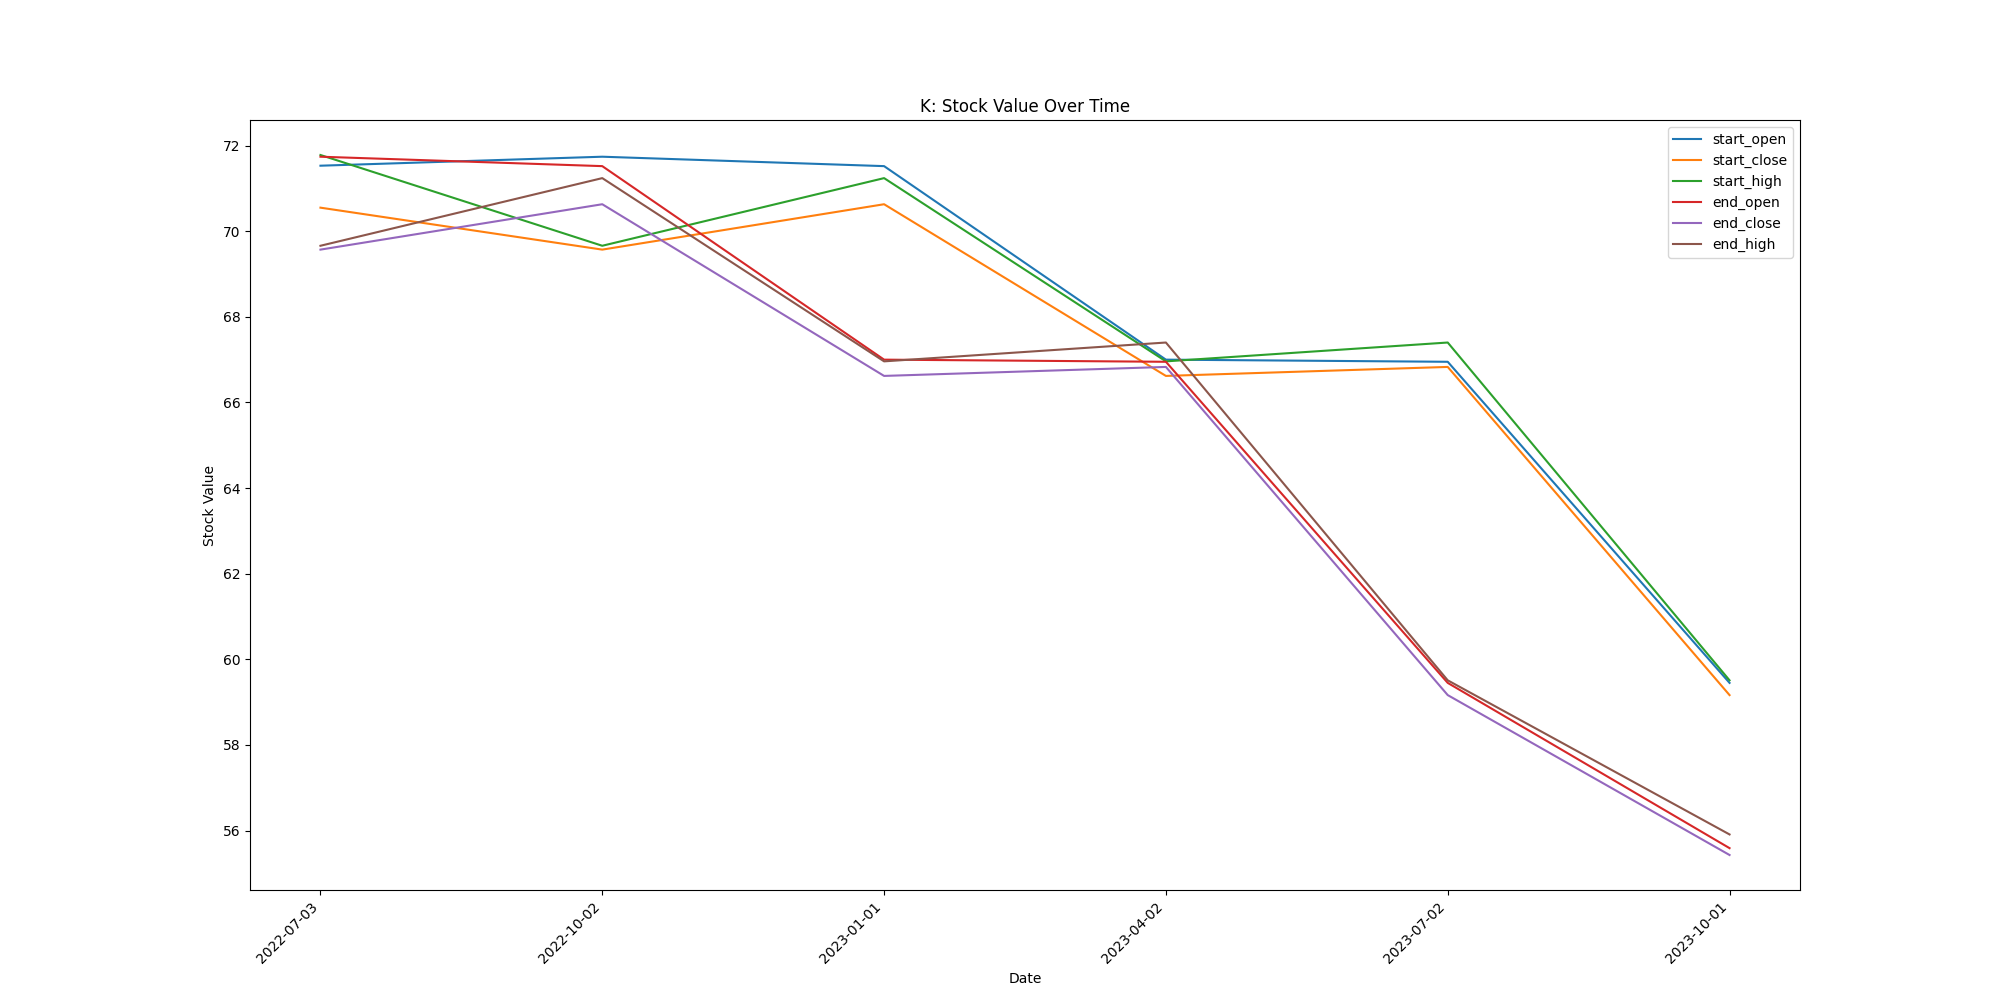 K: Stock Value Over Time
start_open
start_close
start_high
end_open
end_close
end_high
Stock Value
72
70
68
66
64
62
60
58
56
2022-07-03
2022-10-02
2023-01-01
2023-04-02
2023-07-02
2023-10-01
Date